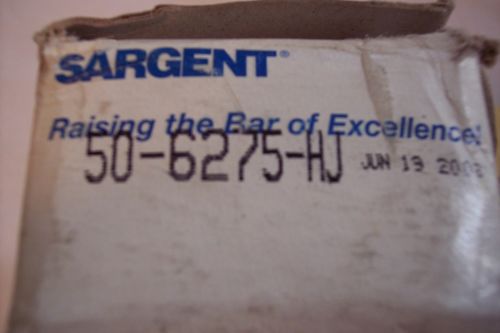 SARGENT®
Raising the Bar of Excellence!
50-6275-HJ JUN 19